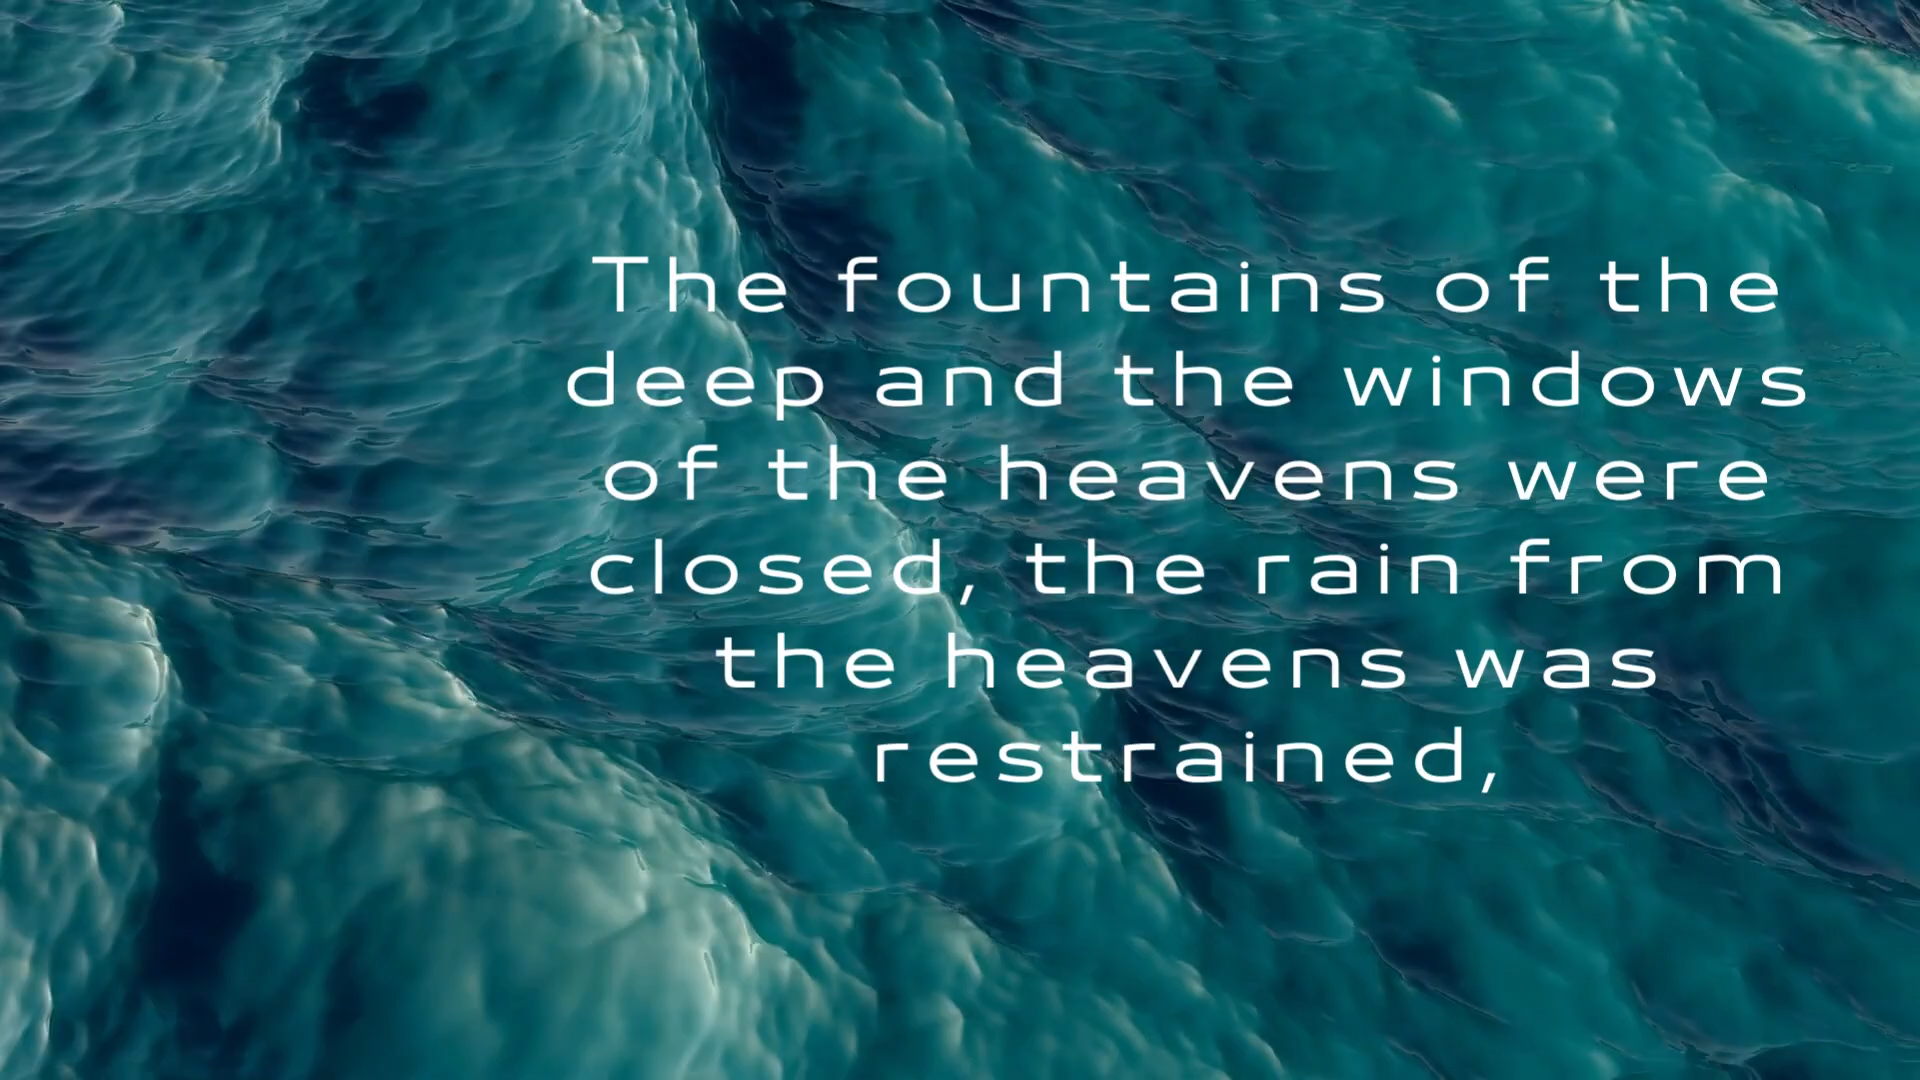 The fountains of the
deep and the windows
of the heavens were
closed, the rain from
the heavens was
restrained,